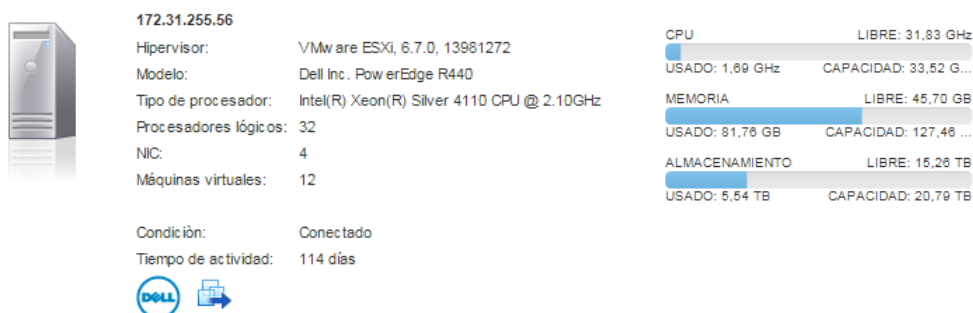 172.31.255.56
Hipervisor: VMware ESXi, 6.7.0, 13981272
Modelo: Dell Inc. PowerEdge R440
Tipo de procesador: Intel(R) Xeon(R) Silver 4110 CPU @ 2.10GHz
Procesadores lógicos: 32
NIC: 4
Máquinas virtuales: 12
Condiciòn: Conectado
Tiempo de actividad: 114 días
DELL
CPU LIBRE: 31,83 GHz
USADO: 1,69 GHz CAPACIDAD: 33,52 G...
MEMORIA LIBRE: 45,70 GB
USADO: 81,76 GB CAPACIDAD: 127,46 ...
ALMACENAMIENTO LIBRE: 15,26 TB
USADO: 5,54 TB CAPACIDAD: 20,79 TB